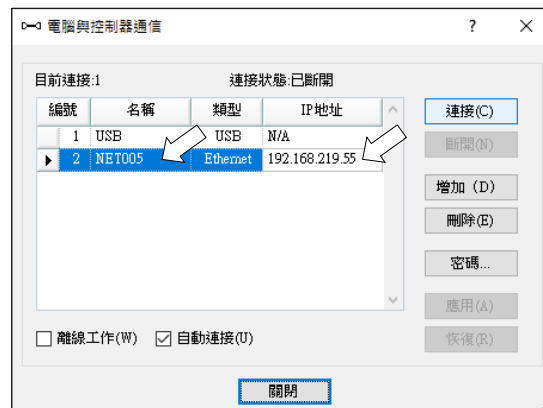 電腦與控制器通信
目前連接:1 連接狀態:已斷開
編號 名稱 類型 IP地址
1 USB USB N/A
2 NET005 Ethernet 192.168.219.55
連接(C)
斷開(N)
增加（D）
刪除(E)
密碼...
應用(A)
恢復(R)
離線工作(W) 自動連接(U)
關閉